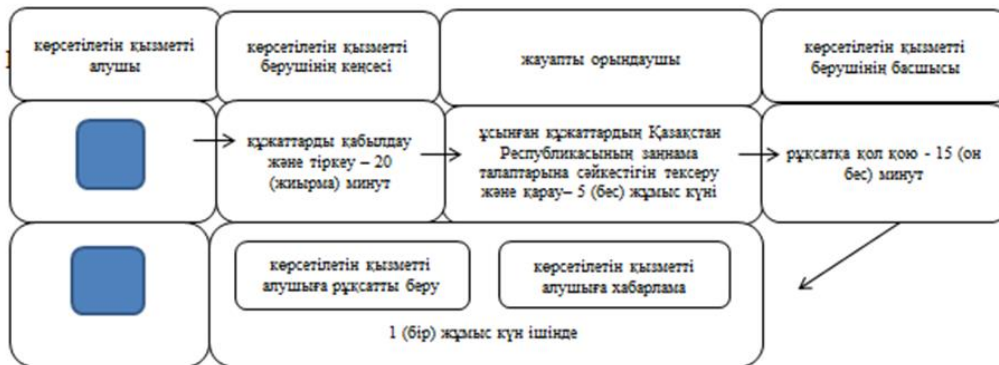 көрсетілетін қызметті
алушы
көрсетілетін қызметті
берушінің кеңсесі
жауапты орындаушы
көрсетілетін қызметті
берушінің басшысы
құжаттарды қабылдау
және тіркеу – 20
(жиырма) минут
ұсынған құжаттардың Қазақстан
Республикасының заңнама
талаптарына сәйкестігін тексеру
және қарау– 5 (бес) жұмыс күні
рұқсатқа қол қою - 15 (он
бес) минут
көрсетілетін қызметті
алушыға рұқсатты беру
көрсетілетін қызметті
алушыға хабарлама
1 (бір) жұмыс күн ішінде